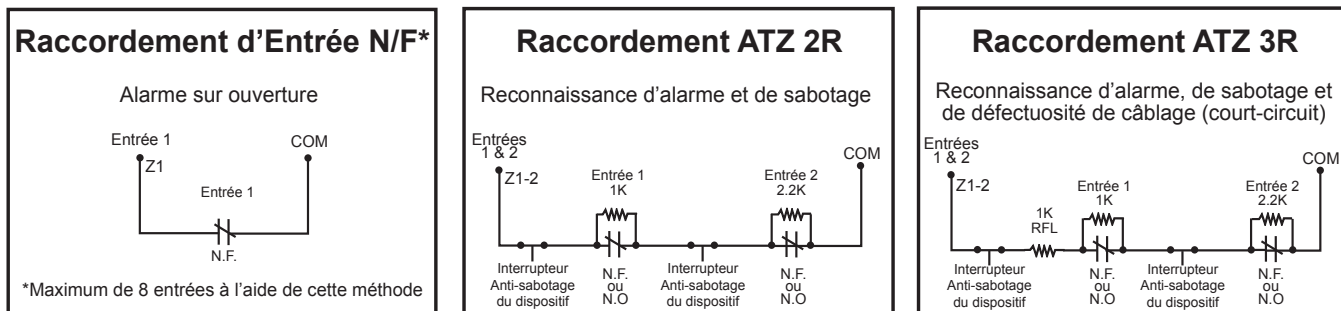 Raccordement d'Entrée N/F*
Alarme sur ouverture
Entrée 1
COM
Z1
Entrée 1
N.F.
*Maximum de 8 entrées à l'aide de cette méthode
Raccordement ATZ 2R
Reconnaissance d'alarme et de sabotage
Entrées
1 & 2
COM
Z1-2
Entrée 1
1K
Entrée 2
2.2K
Interrupteur
Anti-sabotage
du dispositif
N.F.
ou
N.O
Interrupteur
Anti-sabotage
du dispositif
N.F.
ou
N.O
Raccordement ATZ 3R
Reconnaissance d'alarme, de sabotage et
de défectuosité de câblage (court-circuit)
Entrées
1 & 2
COM
Z1-2
1K
RFL
Entrée 1
1K
Entrée 2
2.2K
Interrupteur
Anti-sabotage
du dispositif
N.F.
ou
N.O
Interrupteur
Anti-sabotage
du dispositif
N.F.
ou
N.O